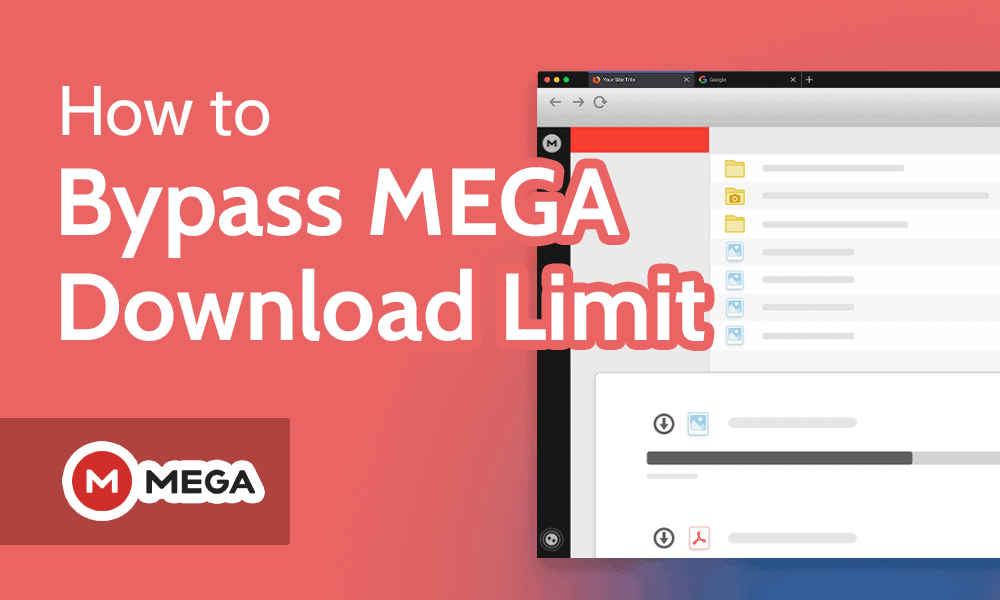 How to
Bypass MEGA
Download Limit
M MEGA
Your Site Title
Google
M